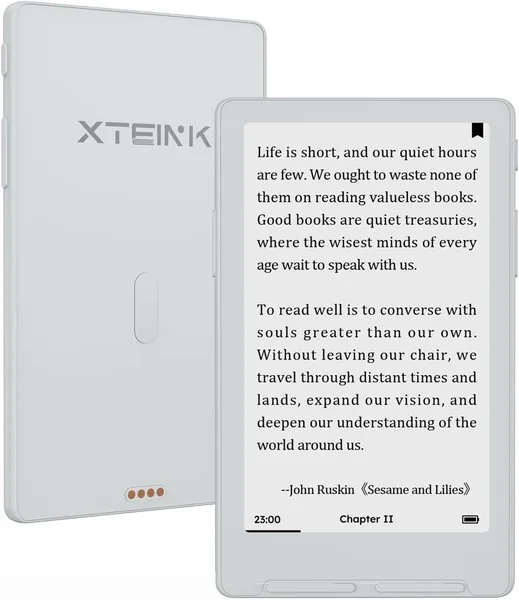 XTEINK
Life is short, and our quiet hours
are few. We ought to waste none of
them on reading valueless books.
Good books are quiet treasuries,
where the wisest minds of every
age wait to speak with us.
To read well is to converse with
souls greater than our own.
Without leaving our chair, we
travel through distant times and
lands, expand our vision, and
deepen our understanding of the
world around us.
--John Ruskin《Sesame and Lilies》
23:00 Chapter II